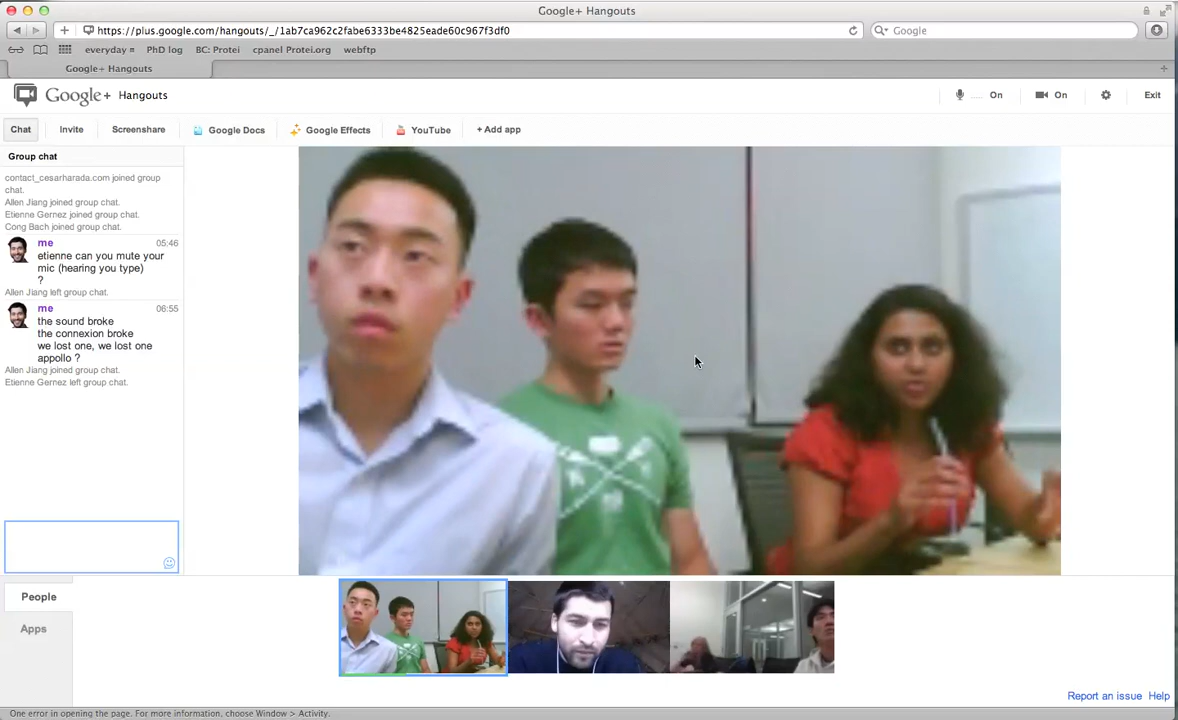 Google+ Hangouts
https://plus.google.com/hangouts/_/1ab7ca962c2fabe6333be4825eade60c967f3df0
Google
everyday
PhD log
BC: Protei
cpanel Protei.org
webftp
Google+ Hangouts
Google+ Hangouts
On
On
Exit
Chat
Invite
Screenshare
Google Docs
Google Effects
YouTube
+ Add app
Group chat
contact_cesarharada.com joined group
chat.
Allen Jiang joined group chat.
Etienne Gernez joined group chat.
Cong Bach joined group chat.
me 05:46
etienne can you mute your
mic (hearing you type)
?
Allen Jiang left group chat.
me 06:55
the sound broke
the connexion broke
we lost one, we lost one
appollo ?
Allen Jiang joined group chat.
Etienne Gernez left group chat.
People
Apps
Report an issue Help
One error in opening the page. For more information, choose Window > Activity.